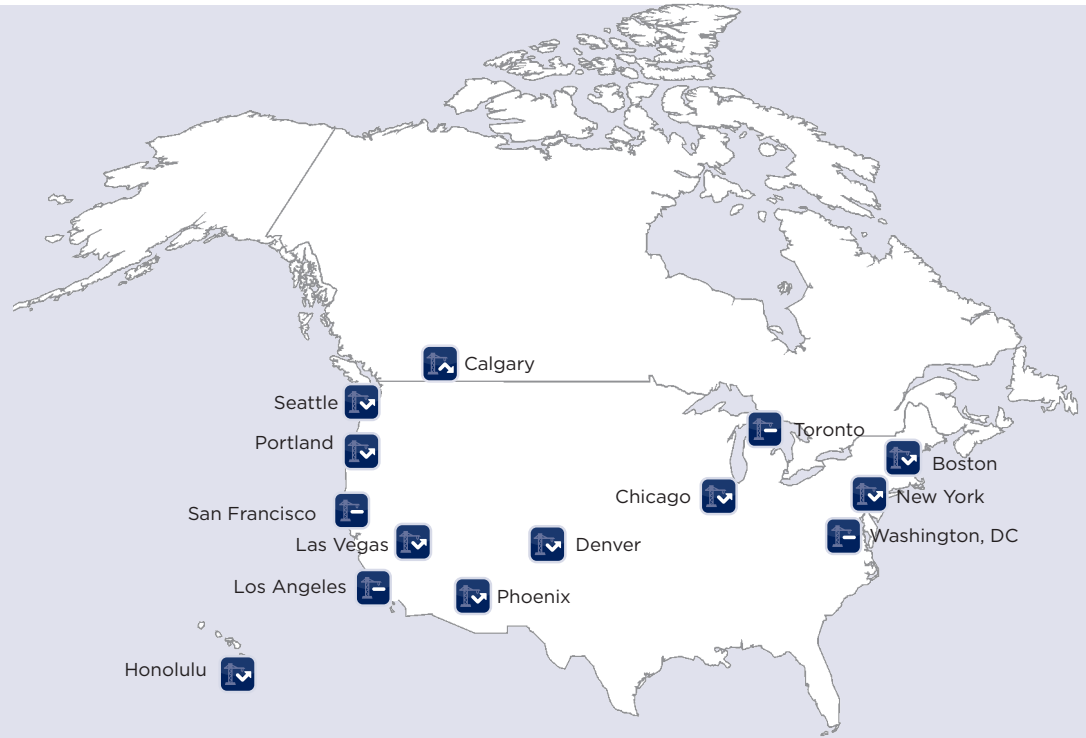 Calgary
Seattle
Toronto
Portland
Boston
Chicago
New York
San Francisco
Washington, DC
Las Vegas
Denver
Los Angeles
Phoenix
Honolulu